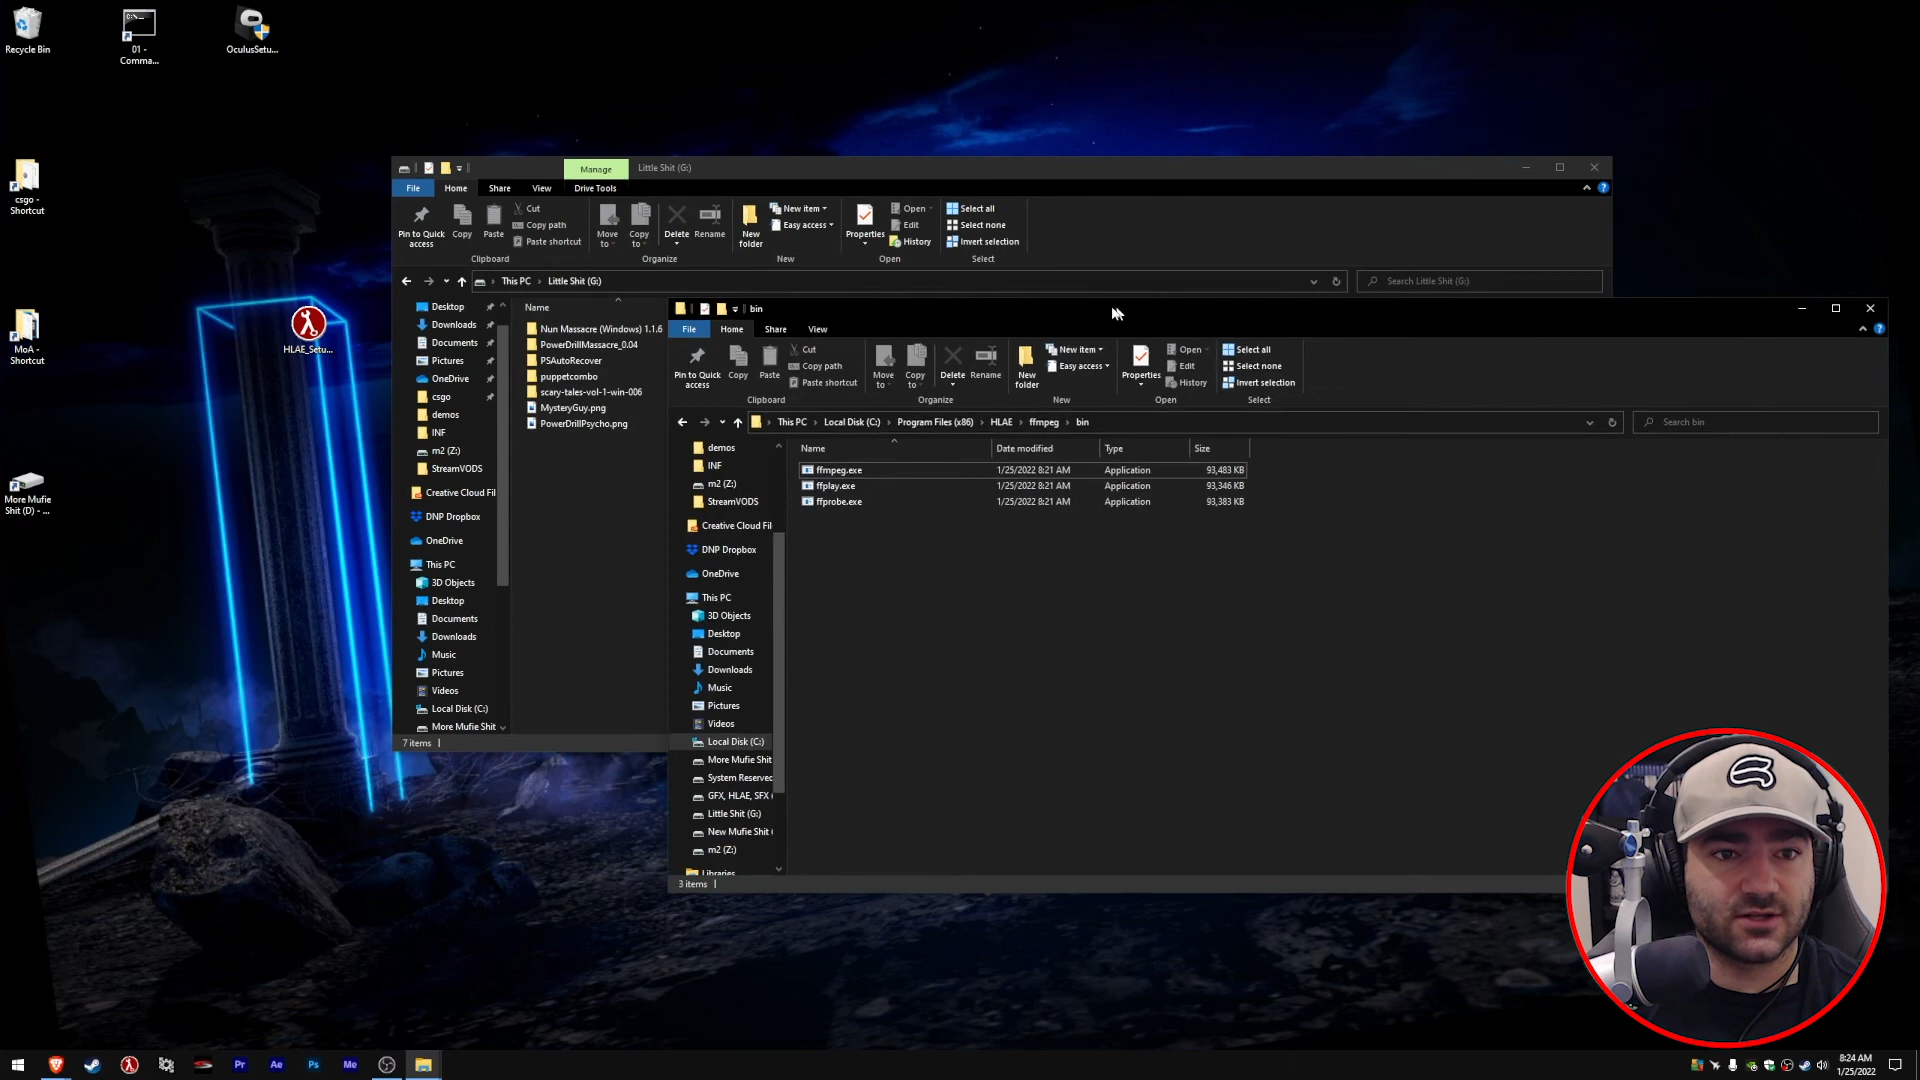 Recycle Bin
01 -
Comma...
OculusSetu...
csgo -
Shortcut
HLAE_Setu...
MoA -
Shortcut
More Mufie
Shit (D) - ...
Manage
Little Shit (G:)
File
Home
Share
View
Drive Tools
Pin to Quick
access
Copy
Paste
Cut
Copy path
Paste shortcut
Clipboard
Move
to
Copy
to
Delete
Rename
Organize
New
folder
New item
Easy access
New
Properties
Open
Edit
History
Open
Select all
Select none
Invert selection
Select
This PC
Little Shit (G:)
Search Little Shit (G:)
Desktop
Downloads
Documents
Pictures
OneDrive
csgo
demos
INF
m2 (Z:)
StreamVODS
Creative Cloud Fil
DNP Dropbox
OneDrive
This PC
3D Objects
Desktop
Documents
Downloads
Music
Pictures
Videos
Local Disk (C:)
More Mufie Shit
7 items
Name
Nun Massacre (Windows) 1.1.6
PowerDrillMassacre_0.04
PSAutoRecover
puppetcombo
scary-tales-vol-1-win-006
MysteryGuy.png
PowerDrillPsycho.png
bin
File
Home
Share
View
Pin to Quick
access
Copy
Paste
Cut
Copy path
Paste shortcut
Clipboard
Move
to
Copy
to
Delete
Rename
Organize
New
folder
New item
Easy access
New
Properties
Open
Edit
History
Open
Select all
Select none
Invert selection
Select
This PC
Local Disk (C:)
Program Files (x86)
HLAE
ffmpeg
bin
Search bin
demos
INF
m2 (Z:)
StreamVODS
Creative Cloud Fil
DNP Dropbox
OneDrive
This PC
3D Objects
Desktop
Documents
Downloads
Music
Pictures
Videos
Local Disk (C:)
More Mufie Shit
System Reserved
GFX, HLAE, SFX
Little Shit (G:)
New Mufie Shit
m2 (Z:)
Libraries
3 items
Name Date modified Type Size
ffmpeg.exe 1/25/2022 8:21 AM Application 93,483 KB
ffplay.exe 1/25/2022 8:21 AM Application 93,346 KB
ffprobe.exe 1/25/2022 8:21 AM Application 93,383 KB
Pr
Ae
Ps
Me
8:24 AM
1/25/2022